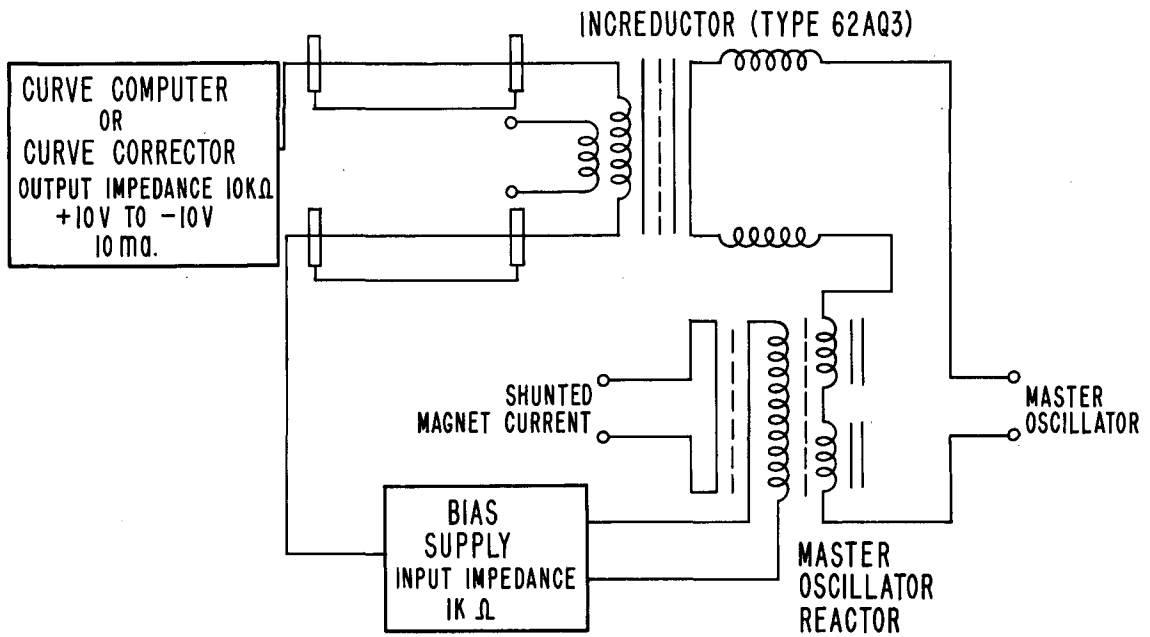 INCREDUCTOR (TYPE 62AQ3)
CURVE COMPUTER
OR
CURVE CORRECTOR
OUTPUT IMPEDANCE 10KΩ
+10V TO -10V
10 ma.
SHUNTED
MAGNET CURRENT
MASTER
OSCILLATOR
BIAS
SUPPLY
INPUT IMPEDANCE
1K Ω
MASTER
OSCILLATOR
REACTOR